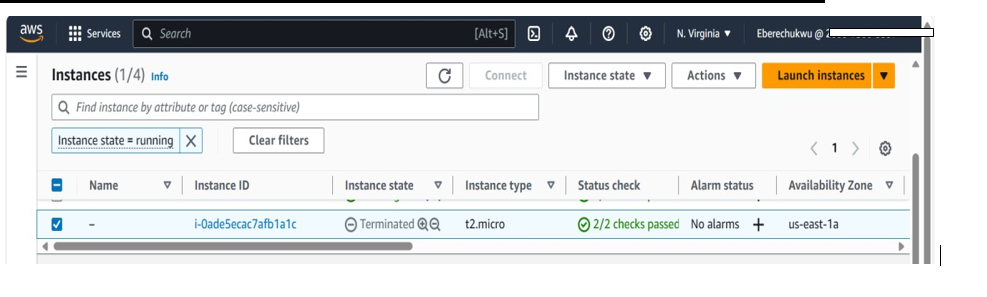 aws Services Search [Alt+S] N. Virginia ▼ Eberechukwu @
Instances (1/4) Info Connect Instance state ▼ Actions ▼ Launch instances ▼
Find instance by attribute or tag (case-sensitive)
Instance state = running X Clear filters
< 1 >
Name Instance ID Instance state Instance type Status check Alarm status Availability Zone
– i-0ade5ecac7afb1a1c Terminated t2.micro 2/2 checks passed No alarms + us-east-1a